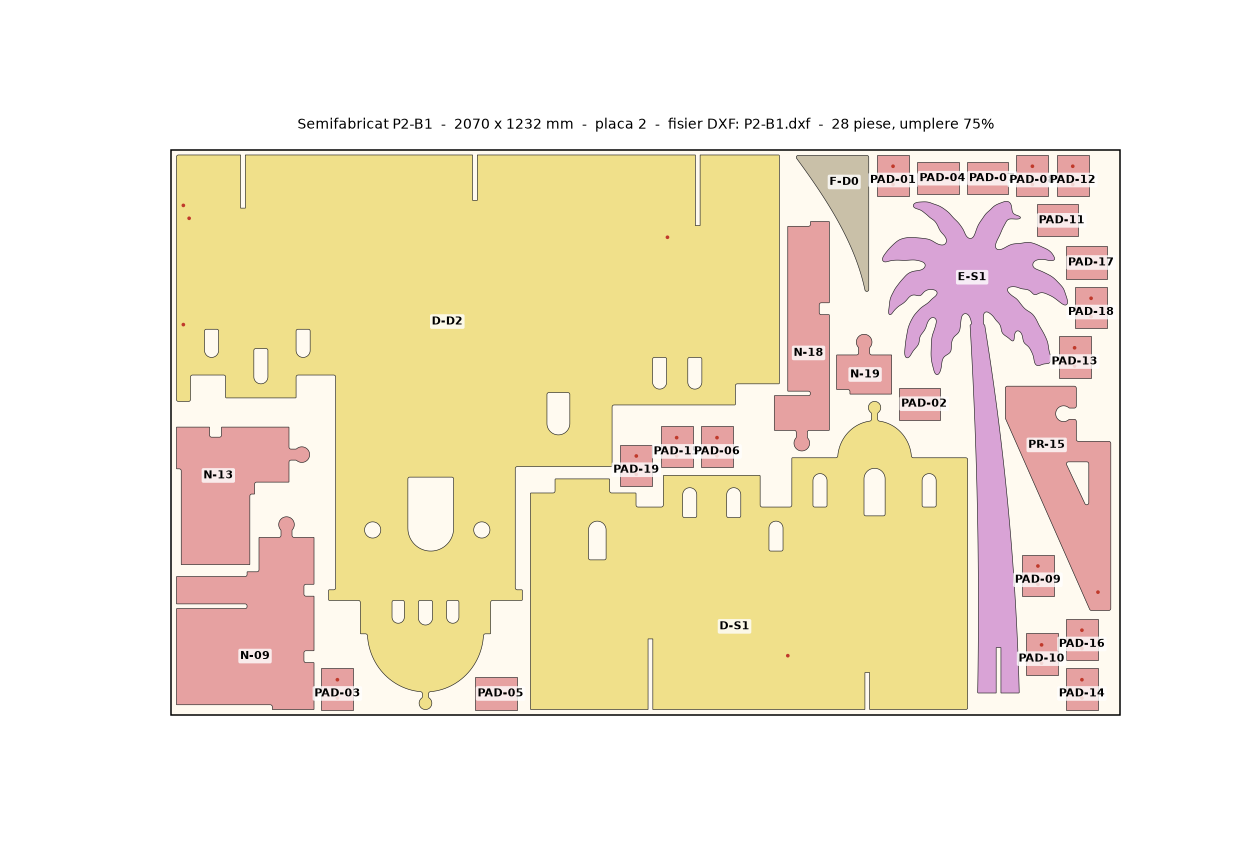 Semifabricat P2-B1 - 2070 x 1232 mm - placa 2 - fisier DXF: P2-B1.dxf - 28 piese, umplere 75%
F-D0
PAD-01
PAD-04
PAD-0
PAD-0
PAD-12
PAD-11
PAD-17
E-S1
PAD-18
D-D2
N-18
PAD-13
N-19
PAD-02
PR-15
PAD-1
PAD-06
PAD-19
N-13
PAD-09
D-S1
PAD-16
N-09
PAD-10
PAD-03
PAD-05
PAD-14